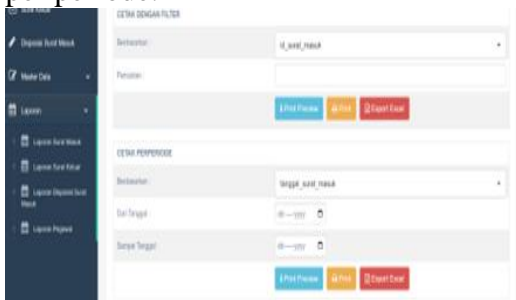 Surat Keluar
CETAK DENGAN FILTER
Disposisi Surat Masuk
Berdasarkan :
id_surat_masuk
Master Data
Pencarian :
Laporan
Print Preview
Print
Export Excel
Laporan Surat Masuk
CETAK PERPERIODE
Laporan Surat Keluar
Berdasarkan :
tanggal_surat_masuk
Laporan Disposisi Surat
Masuk
Dari Tanggal :
Laporan Pegawai
Sampai Tanggal :
Print Preview
Print
Export Excel